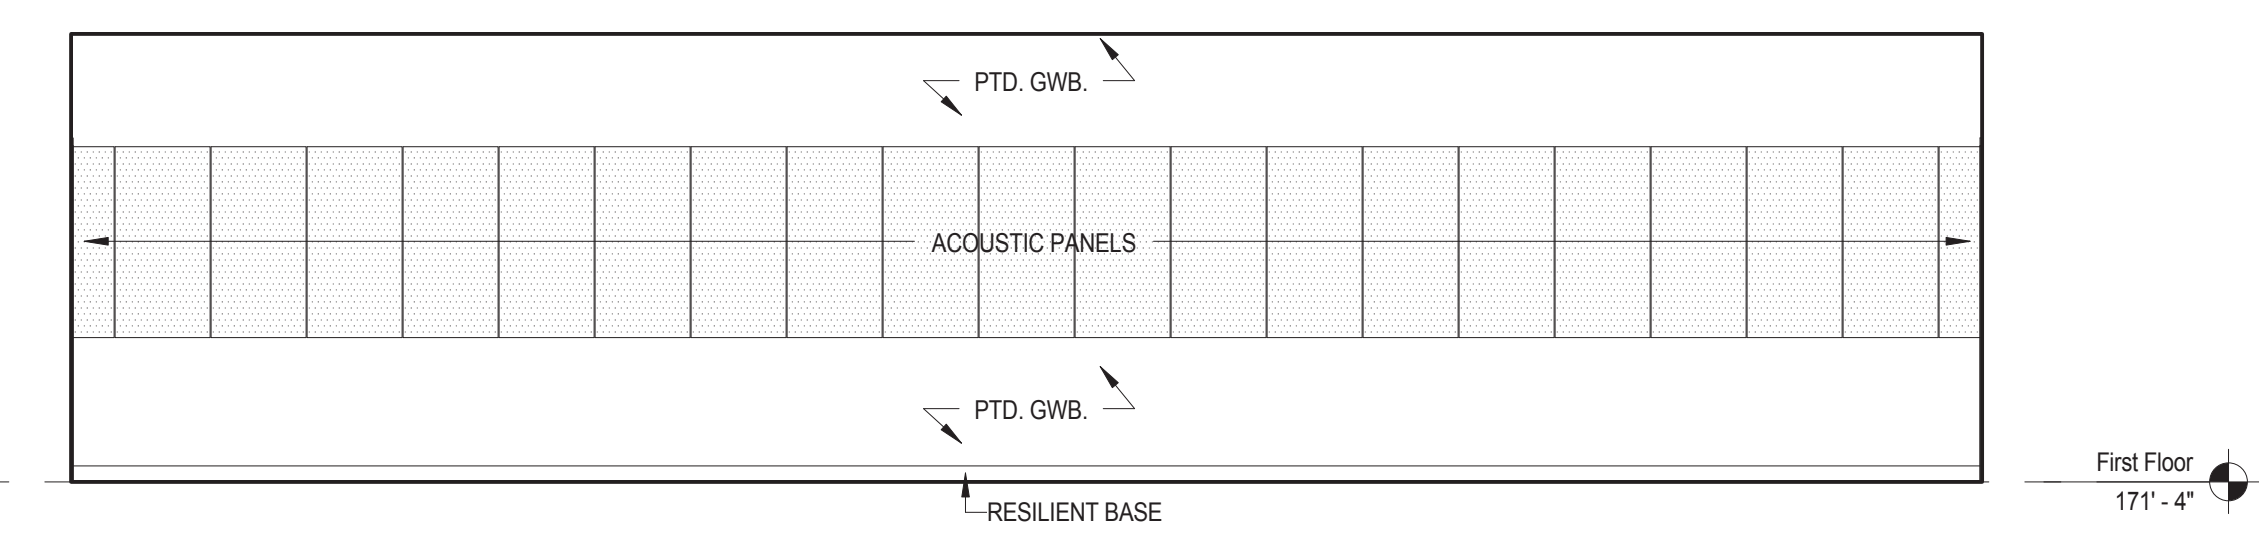 PTD. GWB.
ACOUSTIC PANELS
PTD. GWB.
First Floor
171' - 4"
RESILIENT BASE